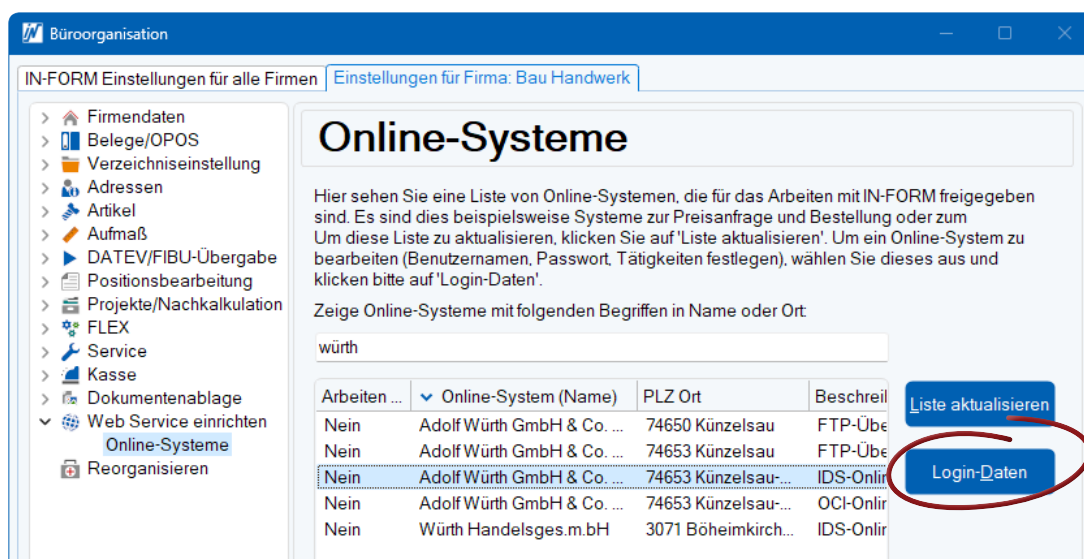 Büroorganisation
IN-FORM Einstellungen für alle Firmen
Einstellungen für Firma: Bau Handwerk
Firmendaten
Belege/OPOS
Verzeichniseinstellung
Adressen
Artikel
Aufmaß
DATEV/FIBU-Übergabe
Positionsbearbeitung
Projekte/Nachkalkulation
FLEX
Service
Kasse
Dokumentenablage
Web Service einrichten
Online-Systeme
Reorganisieren
Online-Systeme
Hier sehen Sie eine Liste von Online-Systemen, die für das Arbeiten mit IN-FORM freigegeben
sind. Es sind dies beispielsweise Systeme zur Preisanfrage und Bestellung oder zum
Um diese Liste zu aktualisieren, klicken Sie auf 'Liste aktualisieren'. Um ein Online-System zu
bearbeiten (Benutzernamen, Passwort, Tätigkeiten festlegen), wählen Sie dieses aus und
klicken bitte auf 'Login-Daten'.
Zeige Online-Systeme mit folgenden Begriffen in Name oder Ort:
würth
Arbeiten ... Online-System (Name) PLZ Ort Beschreil
Nein Adolf Würth GmbH & Co. ... 74650 Künzelsau FTP-Übe
Nein Adolf Würth GmbH & Co. ... 74653 Künzelsau FTP-Übe
Nein Adolf Würth GmbH & Co. ... 74653 Künzelsau-... IDS-Onlin
Nein Adolf Würth GmbH & Co. ... 74653 Künzelsau-... OCI-Onlin
Nein Würth Handelsges.m.bH 3071 Böheimkirch... IDS-Onlin
Liste aktualisieren
Login-Daten